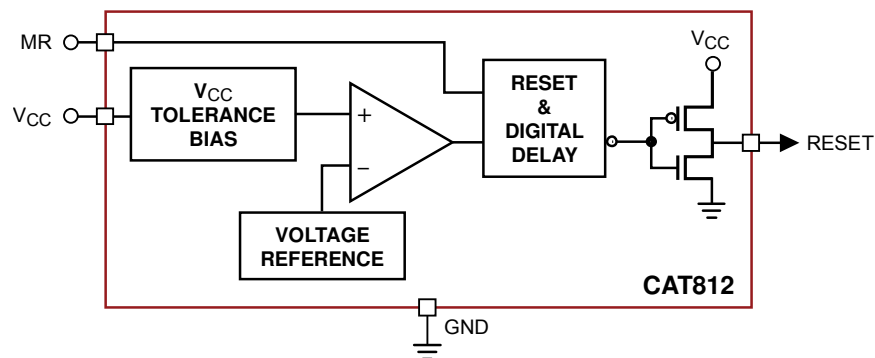 MR
VCC
VCC
TOLERANCE
BIAS
+
−
VOLTAGE
REFERENCE
RESET
&
DIGITAL
DELAY
VCC
RESET
CAT812
GND